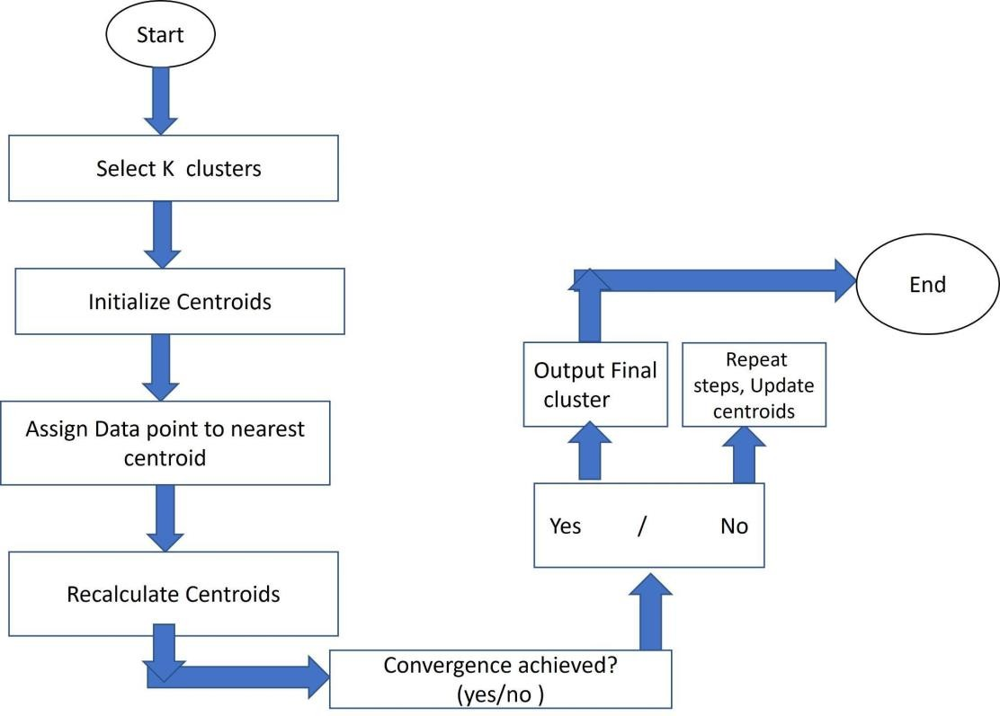 Start
Select K  clusters
Initialize Centroids
Assign Data point to nearest
centroid
Recalculate Centroids
Convergence achieved?
(yes/no )
Yes / No
Output Final
cluster
Repeat
steps, Update
centroids
End